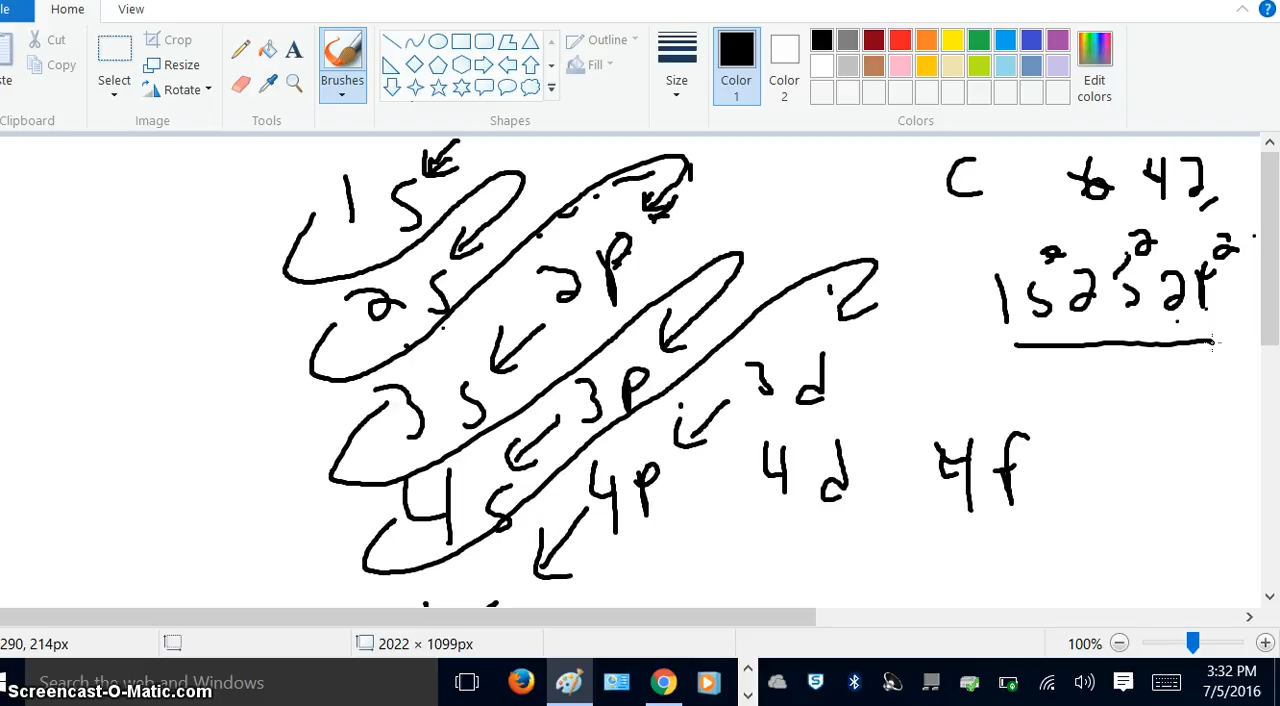 Home View
Cut
Copy
Clipboard
Select
Crop
Resize
Rotate
Image
Tools
Brushes
Outline
Fill
Shapes
Size
Color 1
Color 2
Edit colors
Colors
1s
2s 2p
3s 3p 3d
4s 4p 4d 4f
C to 42,
1s² 2s² 2p²
290, 214px
2022 × 1099px
100%
Search the web and Windows
Screencast-O-Matic.com
3:32 PM
7/5/2016